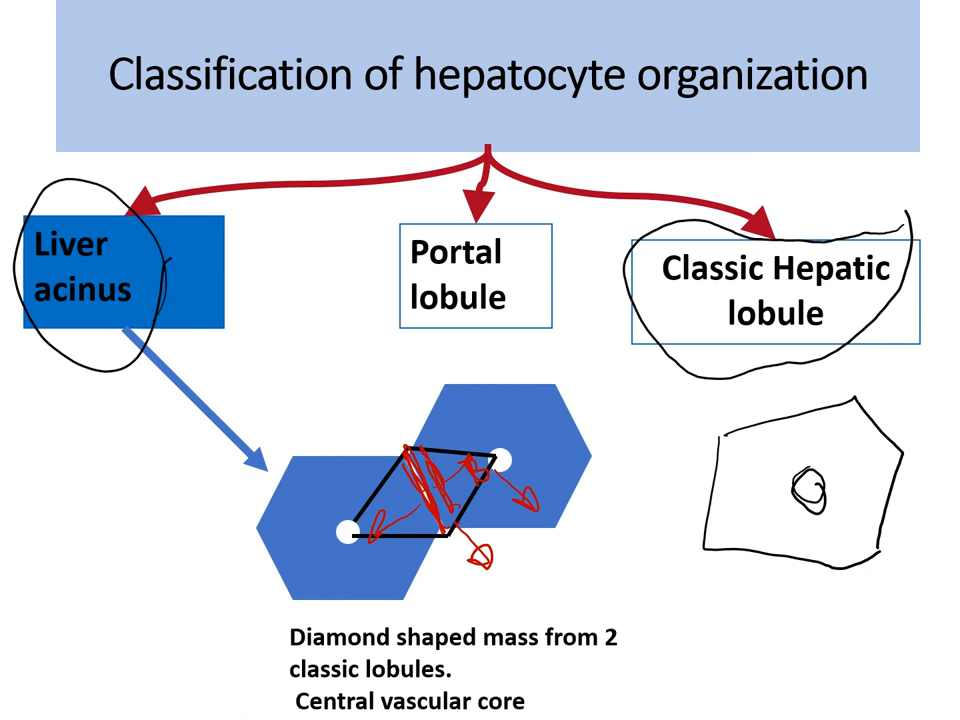 Classification of hepatocyte organization
Liver
acinus
Portal
lobule
Classic Hepatic
lobule
Diamond shaped mass from 2
classic lobules.
Central vascular core